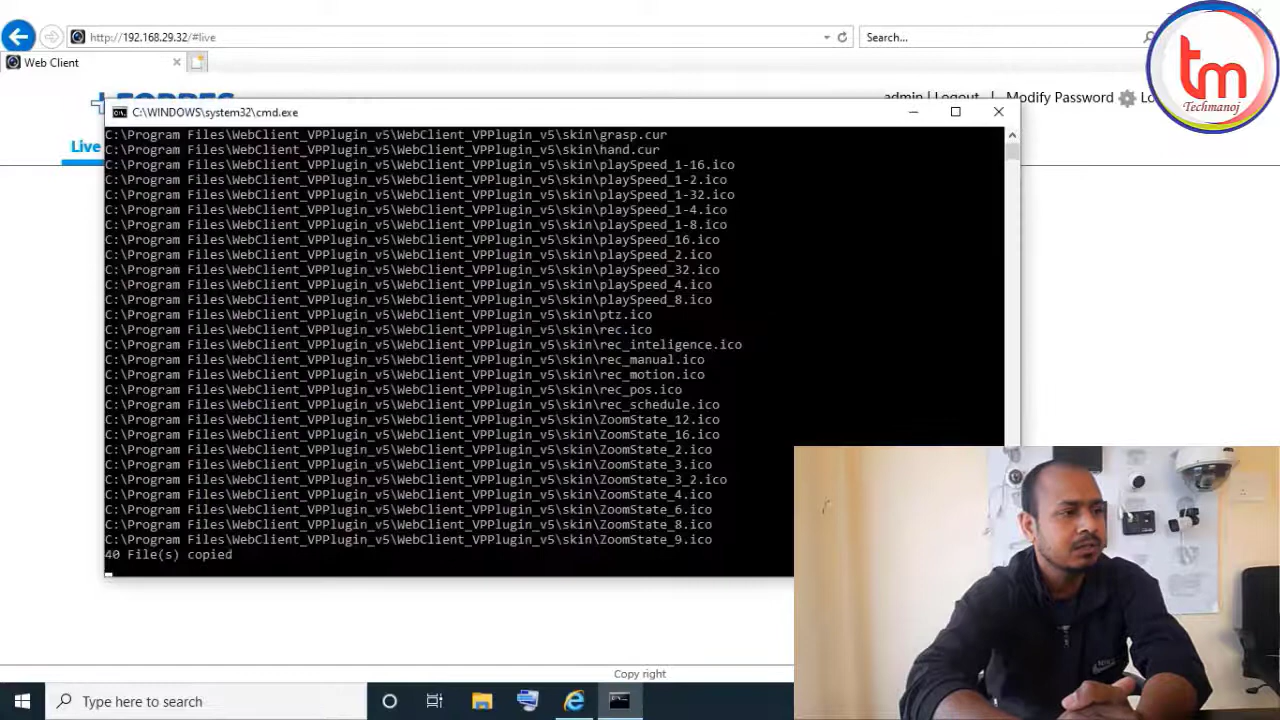 http://192.168.29.32/#live
Search...
Web Client
tm
Techmanoj
admin | Logout
Modify Password
Live
C:\WINDOWS\system32\cmd.exe
C:\Program Files\WebClient_VPPlugin_v5\WebClient_VPPlugin_v5\skin\grasp.cur
C:\Program Files\WebClient_VPPlugin_v5\WebClient_VPPlugin_v5\skin\hand.cur
C:\Program Files\WebClient_VPPlugin_v5\WebClient_VPPlugin_v5\skin\playSpeed_1-16.ico
C:\Program Files\WebClient_VPPlugin_v5\WebClient_VPPlugin_v5\skin\playSpeed_1-2.ico
C:\Program Files\WebClient_VPPlugin_v5\WebClient_VPPlugin_v5\skin\playSpeed_1-32.ico
C:\Program Files\WebClient_VPPlugin_v5\WebClient_VPPlugin_v5\skin\playSpeed_1-4.ico
C:\Program Files\WebClient_VPPlugin_v5\WebClient_VPPlugin_v5\skin\playSpeed_1-8.ico
C:\Program Files\WebClient_VPPlugin_v5\WebClient_VPPlugin_v5\skin\playSpeed_16.ico
C:\Program Files\WebClient_VPPlugin_v5\WebClient_VPPlugin_v5\skin\playSpeed_2.ico
C:\Program Files\WebClient_VPPlugin_v5\WebClient_VPPlugin_v5\skin\playSpeed_32.ico
C:\Program Files\WebClient_VPPlugin_v5\WebClient_VPPlugin_v5\skin\playSpeed_4.ico
C:\Program Files\WebClient_VPPlugin_v5\WebClient_VPPlugin_v5\skin\playSpeed_8.ico
C:\Program Files\WebClient_VPPlugin_v5\WebClient_VPPlugin_v5\skin\ptz.ico
C:\Program Files\WebClient_VPPlugin_v5\WebClient_VPPlugin_v5\skin\rec.ico
C:\Program Files\WebClient_VPPlugin_v5\WebClient_VPPlugin_v5\skin\rec_inteligence.ico
C:\Program Files\WebClient_VPPlugin_v5\WebClient_VPPlugin_v5\skin\rec_manual.ico
C:\Program Files\WebClient_VPPlugin_v5\WebClient_VPPlugin_v5\skin\rec_motion.ico
C:\Program Files\WebClient_VPPlugin_v5\WebClient_VPPlugin_v5\skin\rec_pos.ico
C:\Program Files\WebClient_VPPlugin_v5\WebClient_VPPlugin_v5\skin\rec_schedule.ico
C:\Program Files\WebClient_VPPlugin_v5\WebClient_VPPlugin_v5\skin\ZoomState_12.ico
C:\Program Files\WebClient_VPPlugin_v5\WebClient_VPPlugin_v5\skin\ZoomState_16.ico
C:\Program Files\WebClient_VPPlugin_v5\WebClient_VPPlugin_v5\skin\ZoomState_2.ico
C:\Program Files\WebClient_VPPlugin_v5\WebClient_VPPlugin_v5\skin\ZoomState_3.ico
C:\Program Files\WebClient_VPPlugin_v5\WebClient_VPPlugin_v5\skin\ZoomState_3_2.ico
C:\Program Files\WebClient_VPPlugin_v5\WebClient_VPPlugin_v5\skin\ZoomState_4.ico
C:\Program Files\WebClient_VPPlugin_v5\WebClient_VPPlugin_v5\skin\ZoomState_6.ico
C:\Program Files\WebClient_VPPlugin_v5\WebClient_VPPlugin_v5\skin\ZoomState_8.ico
C:\Program Files\WebClient_VPPlugin_v5\WebClient_VPPlugin_v5\skin\ZoomState_9.ico
40 File(s) copied
Copy right
Type here to search